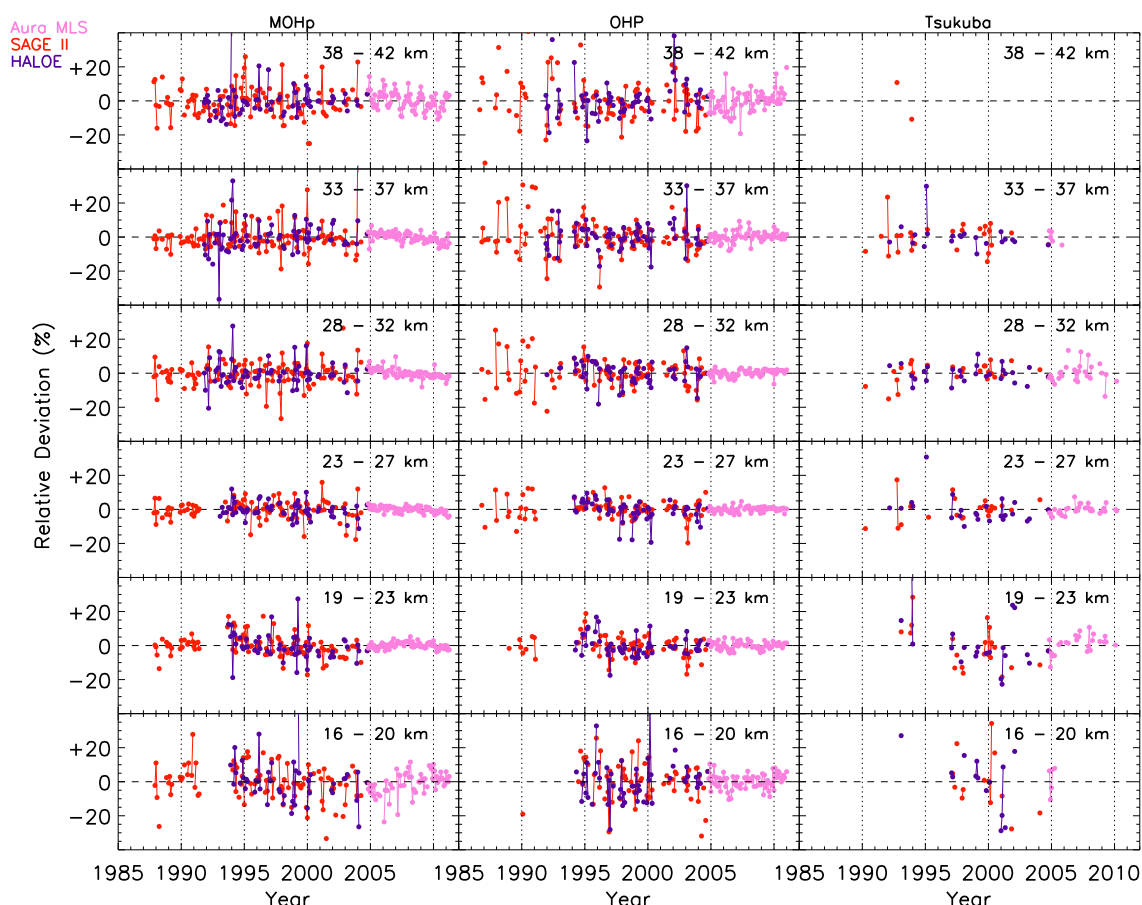 MOHp OHP Tsukuba
Aura MLS
SAGE II
HALOE
38 – 42 km 38 – 42 km 38 – 42 km
+20
0
−20
33 – 37 km 33 – 37 km 33 – 37 km
+20
0
−20
28 – 32 km 28 – 32 km 28 – 32 km
+20
0
−20
Relative Deviation (%)
23 – 27 km 23 – 27 km 23 – 27 km
+20
0
−20
19 – 23 km 19 – 23 km 19 – 23 km
+20
0
−20
16 – 20 km 16 – 20 km 16 – 20 km
+20
0
−20
1985 1990 1995 2000 2005 1985 1990 1995 2000 2005 1985 1990 1995 2000 2005 2010
Year Year Year